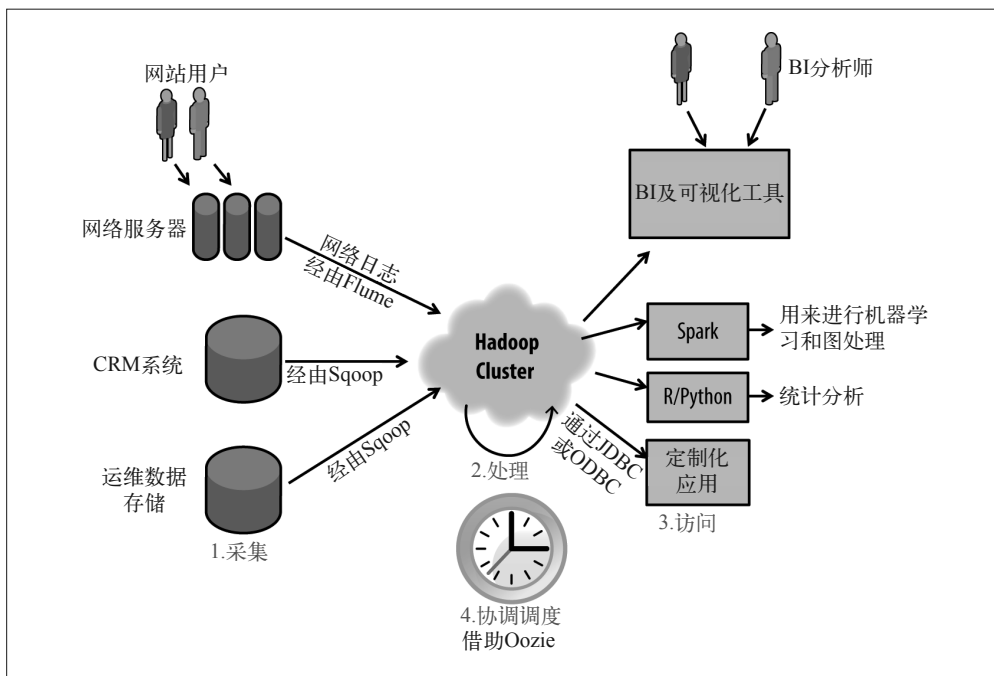 网站用户
网络服务器
网络日志
经由Flume
CRM系统
经由Sqoop
运维数据
存储
经由Sqoop
1.采集
Hadoop
Cluster
2.处理
4.协调调度
借助Oozie
BI分析师
BI及可视化工具
Spark
用来进行机器学
习和图处理
R/Python
统计分析
通过JDBC
或ODBC
定制化
应用
3.访问